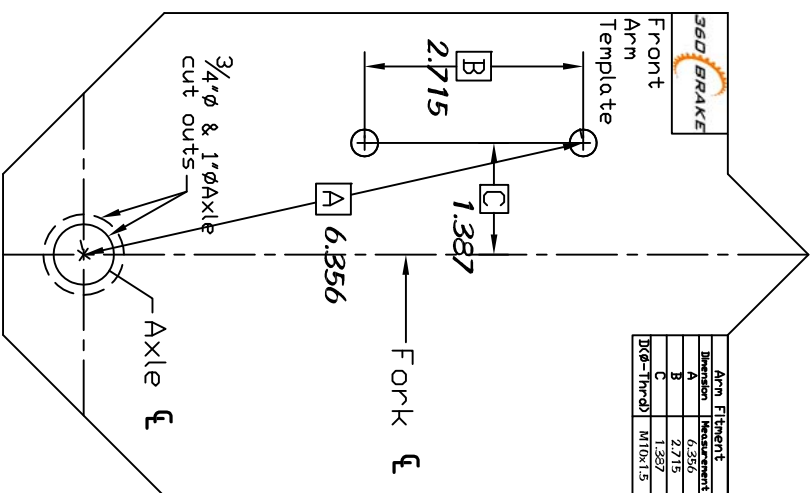 360 BRAKE
Front
Arm
Template
B
2.715
C
1.387
A
6.356
3/4"ø & 1"øAxle
cut outs
Axle ℄
Fork ℄
Arm Fitment
Dimension Measurement
A 6.356
B 2.715
C 1.387
D(ø-Thrd) M10x1.5